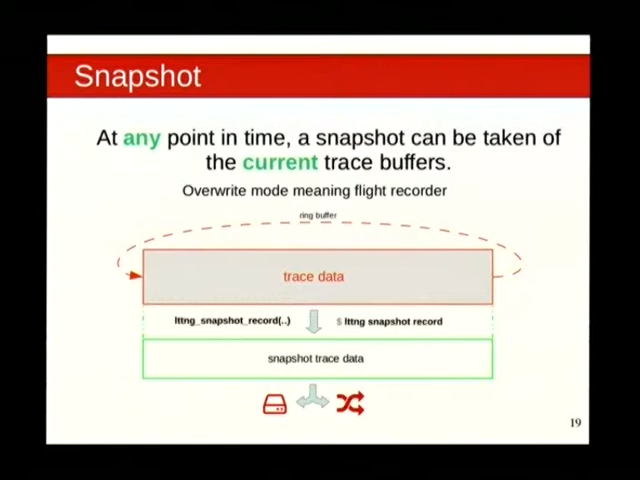 Snapshot
At any point in time, a snapshot can be taken of
the current trace buffers.
Overwrite mode meaning flight recorder
ring buffer
trace data
lttng_snapshot_record(..) $ lttng snapshot record
snapshot trace data
19